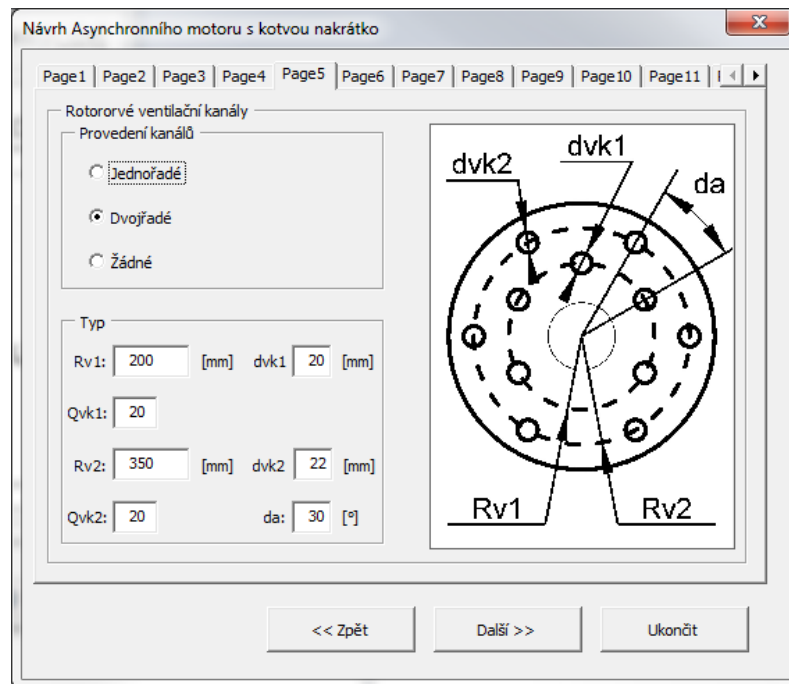 Návrh Asynchronního motoru s kotvou nakrátko
Page1 Page2 Page3 Page4 Page5 Page6 Page7 Page8 Page9 Page10 Page11
Rotororvé ventilační kanály
Provedení kanálů
Jednořadé
Dvojřadé
Žádné
Typ
Rv1: 200 [mm] dvk1 20 [mm]
Qvk1: 20
Rv2: 350 [mm] dvk2 22 [mm]
Qvk2: 20 da: 30 [º]
dvk1
dvk2
da
Rv1 Rv2
<< Zpět Další >> Ukončit